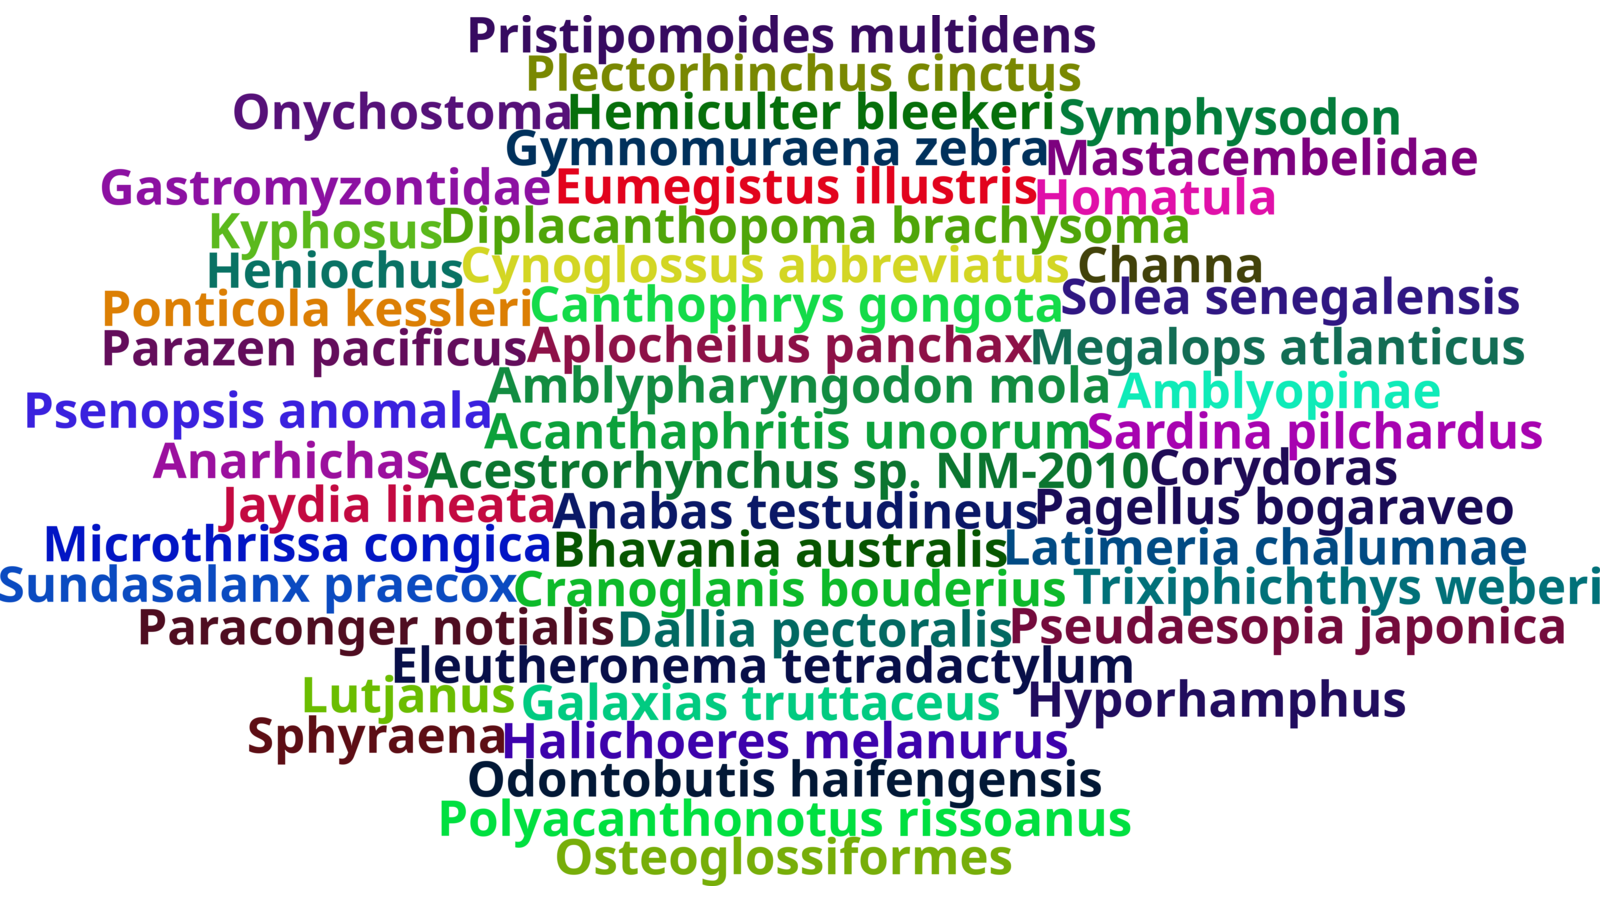 Pristipomoides multidens
Plectorhinchus cinctus
Onychostoma Hemiculter bleekeri Symphysodon
Gymnomuraena zebra Mastacembelidae
Gastromyzontidae Eumegistus illustris Homatula
Kyphosus Diplacanthopoma brachysoma
Heniochus Cynoglossus abbreviatus Channa
Ponticola kessleri Canthophrys gongota Solea senegalensis
Parazen pacificus Aplocheilus panchax Megalops atlanticus
Amblypharyngodon mola Amblyopinae
Psenopsis anomala Acanthaphritis unoorum Sardina pilchardus
Anarhichas Acestrorhynchus sp. NM-2010 Corydoras
Jaydia lineata Anabas testudineus Pagellus bogaraveo
Microthrissa congica Bhavania australis Latimeria chalumnae
Sundasalanx praecox Cranoglanis bouderius Trixiphichthys weberi
Paraconger notialis Dallia pectoralis Pseudaesopia japonica
Eleutheronema tetradactylum
Lutjanus Galaxias truttaceus Hyporhamphus
Sphyraena Halichoeres melanurus
Odontobutis haifengensis
Polyacanthonotus rissoanus
Osteoglossiformes